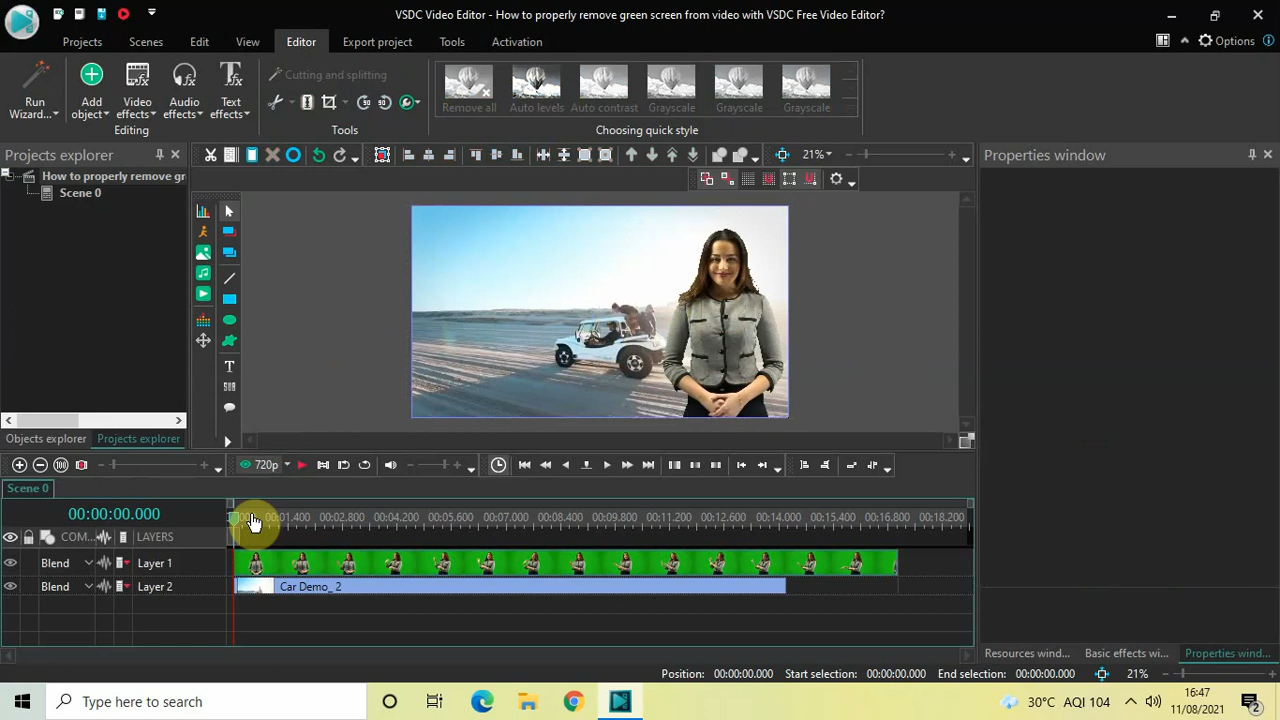 VSDC Video Editor - How to properly remove green screen from video with VSDC Free Video Editor?
Projects Scenes Edit View Editor Export project Tools Activation Options
Run Wizard...
Add object
Video effects
Audio effects
Text effects
Editing
Cutting and splitting
Tools
Remove all
Auto levels
Auto contrast
Grayscale
Grayscale
Grayscale
Choosing quick style
Projects explorer
21%
Properties window
How to properly remove gr
Scene 0
T
Objects explorer Projects explorer
720p
Scene 0
00:00:00.000
00:01.400 00:02.800 00:04.200 00:05.600 00:07.000 00:08.400 00:09.800 00:11.200 00:12.600 00:14.000 00:15.400 00:16.800 00:18.200
COM... LAYERS
Blend Layer 1
Blend Layer 2 Car Demo_ 2
Resources wind... Basic effects wi... Properties wind...
Position: 00:00:00.000 Start selection: 00:00:00.000 End selection: 00:00:00.000 21%
Type here to search
30°C AQI 104
16:47
11/08/2021
2